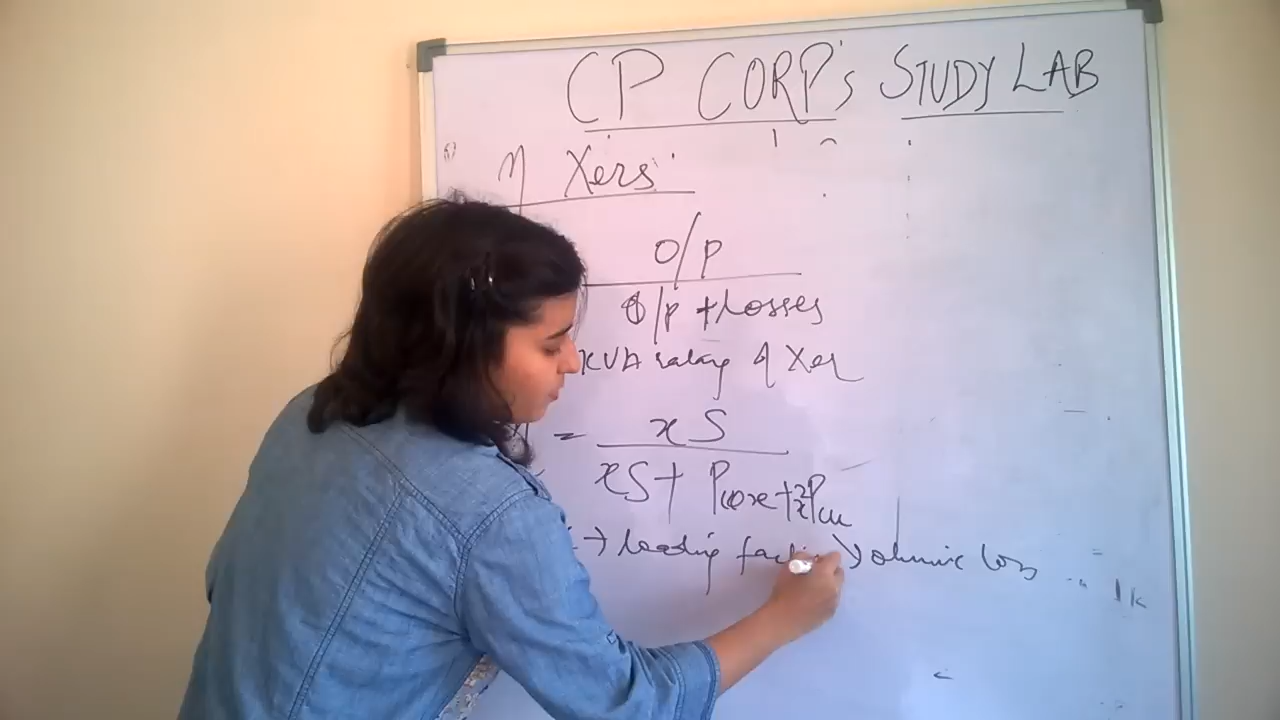 CP CORP's STUDY LAB
η Xers
O/P
O/P + Losses
KVA rating of Xer
= xS
xS + Pcore + x²Pcu
x → loading factor → ohmic loss